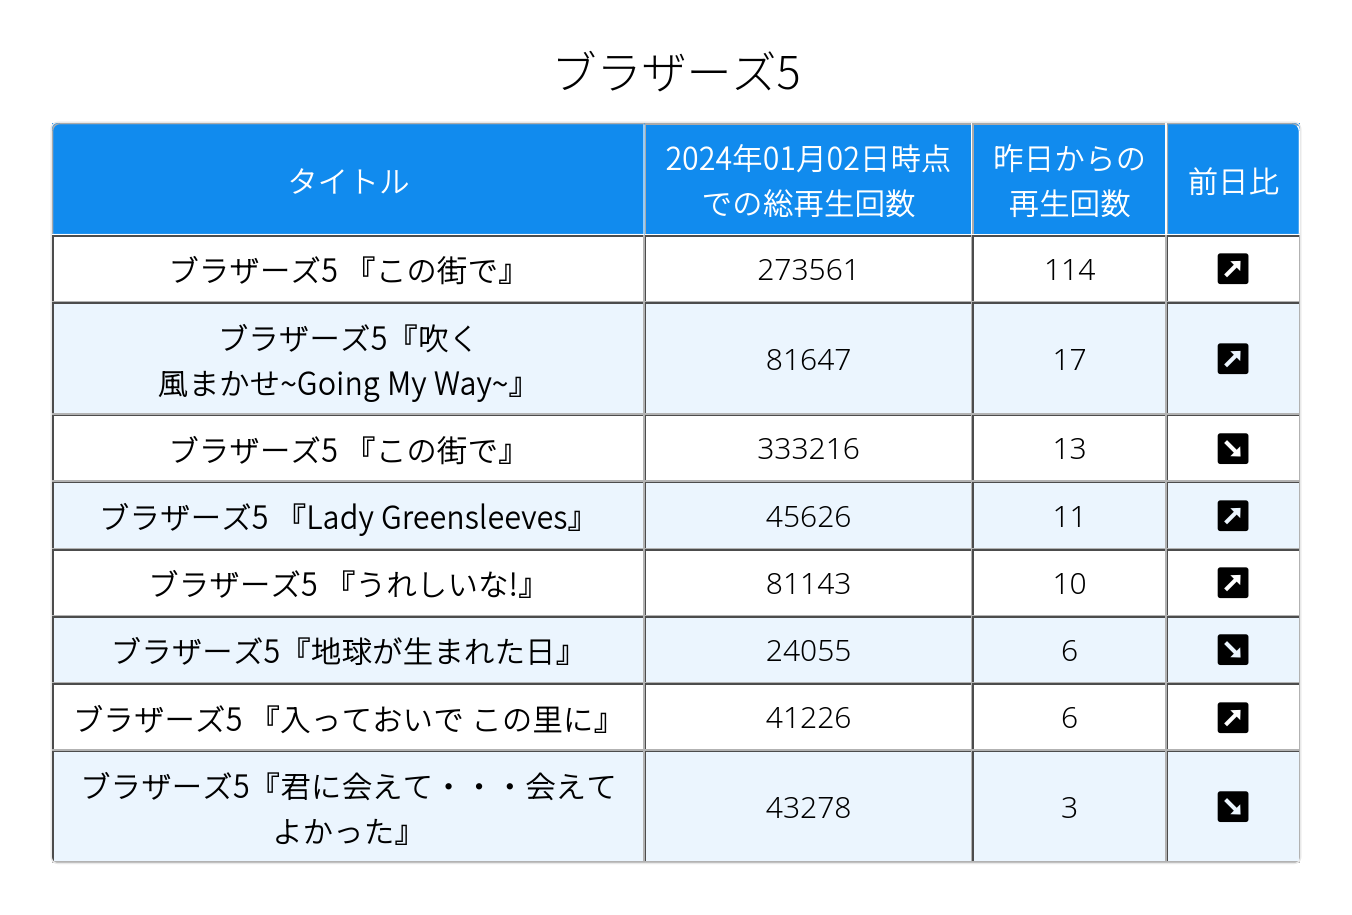 ブラザーズ5
タイトル
2024年01月02日時点
での総再生回数
昨日からの
再生回数
前日比
ブラザーズ5 『この街で』
273561
114
ブラザーズ5『吹く
風まかせ~Going My Way~』
81647
17
ブラザーズ5 『この街で』
333216
13
ブラザーズ5 『Lady Greensleeves』
45626
11
ブラザーズ5 『うれしいな!』
81143
10
ブラザーズ5『地球が生まれた日』
24055
6
ブラザーズ5 『入っておいで この里に』
41226
6
ブラザーズ5『君に会えて・・・会えて
よかった』
43278
3